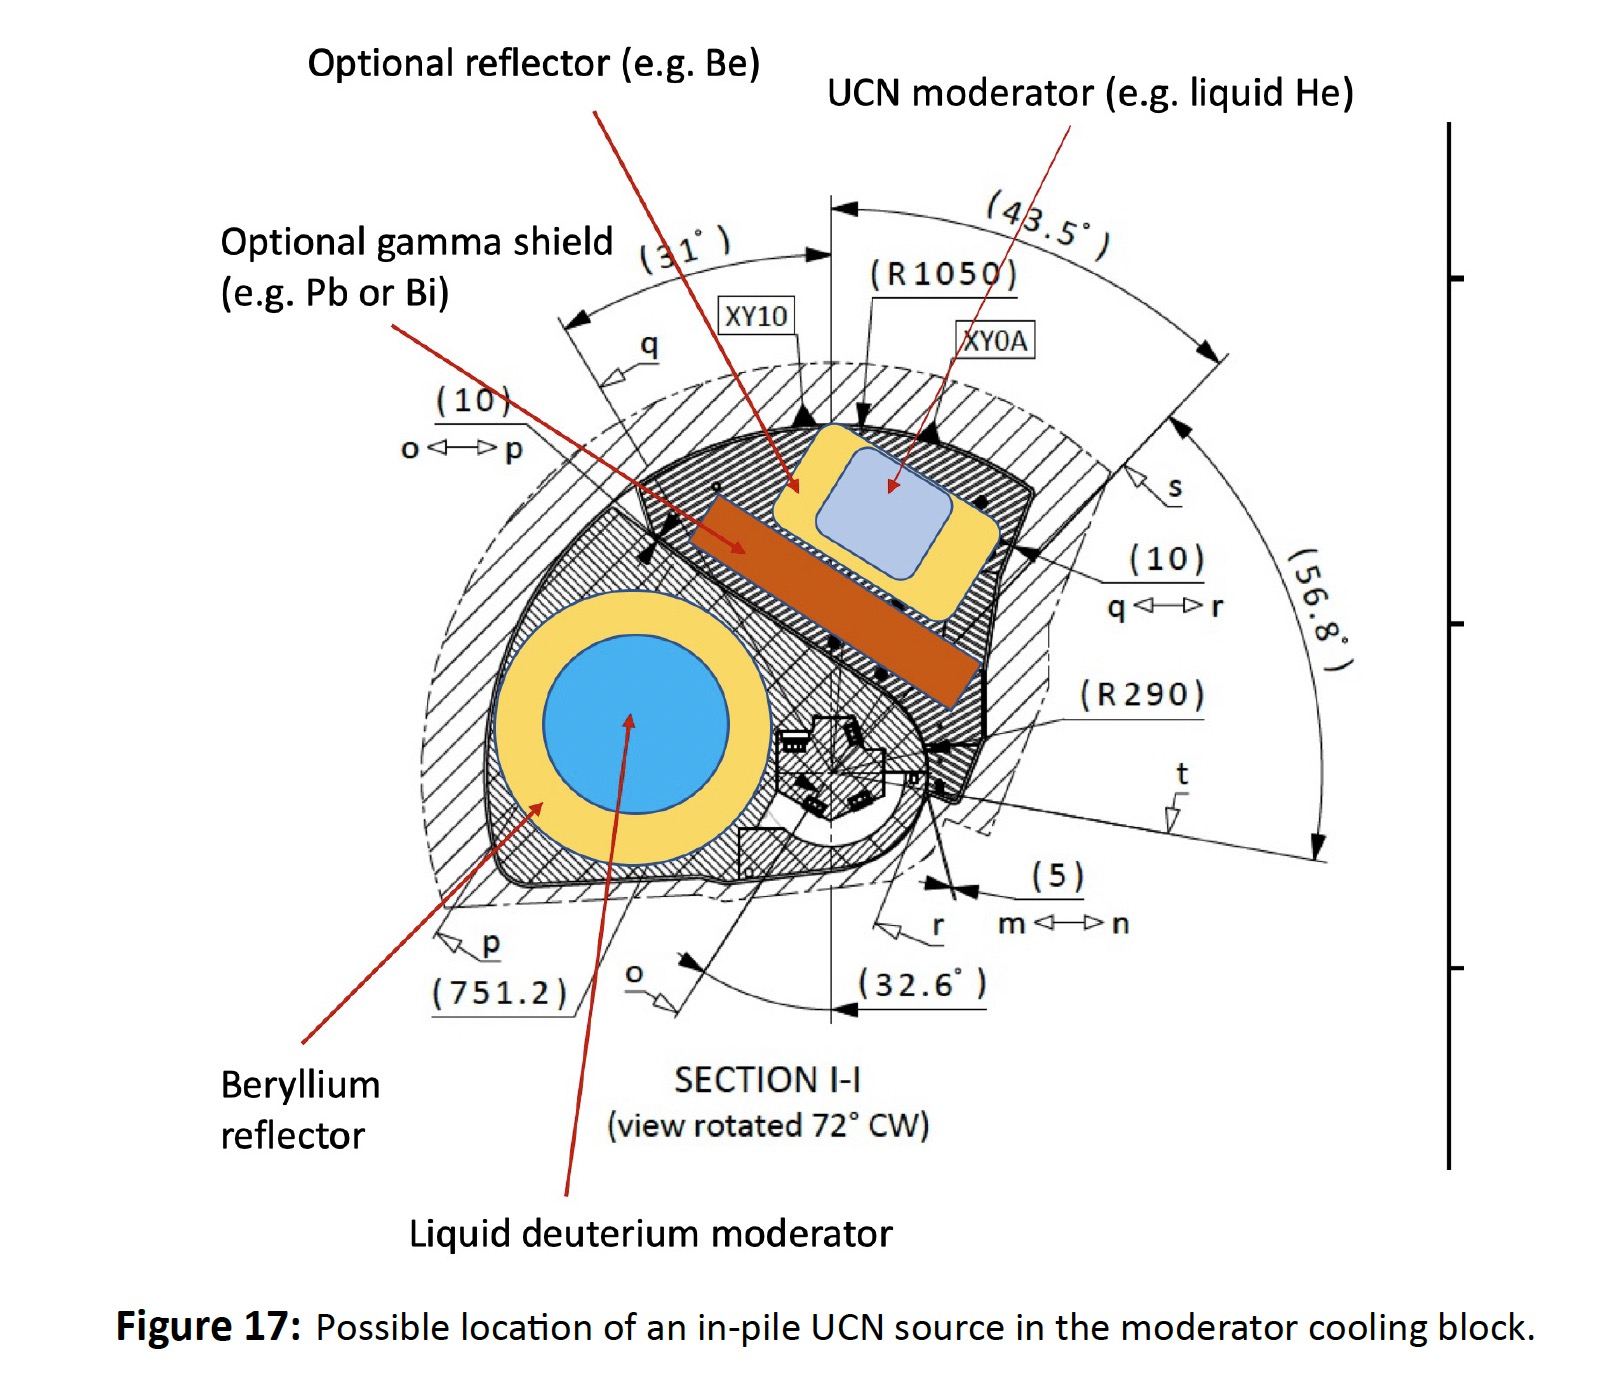 Optional reflector (e.g. Be)
UCN moderator (e.g. liquid He)
(43.5°)
Optional gamma shield
(e.g. Pb or Bi)
(31°)
(R1050)
XY10
XY0A
q
(10)
o p
s
(10)
q r
(56.8°)
(R290)
t
n
(5)
m n
r
p
o
(751.2)
(32.6°)
Beryllium
reflector
SECTION I-I
(view rotated 72° CW)
Liquid deuterium moderator
Figure 17: Possible location of an in-pile UCN source in the moderator cooling block.